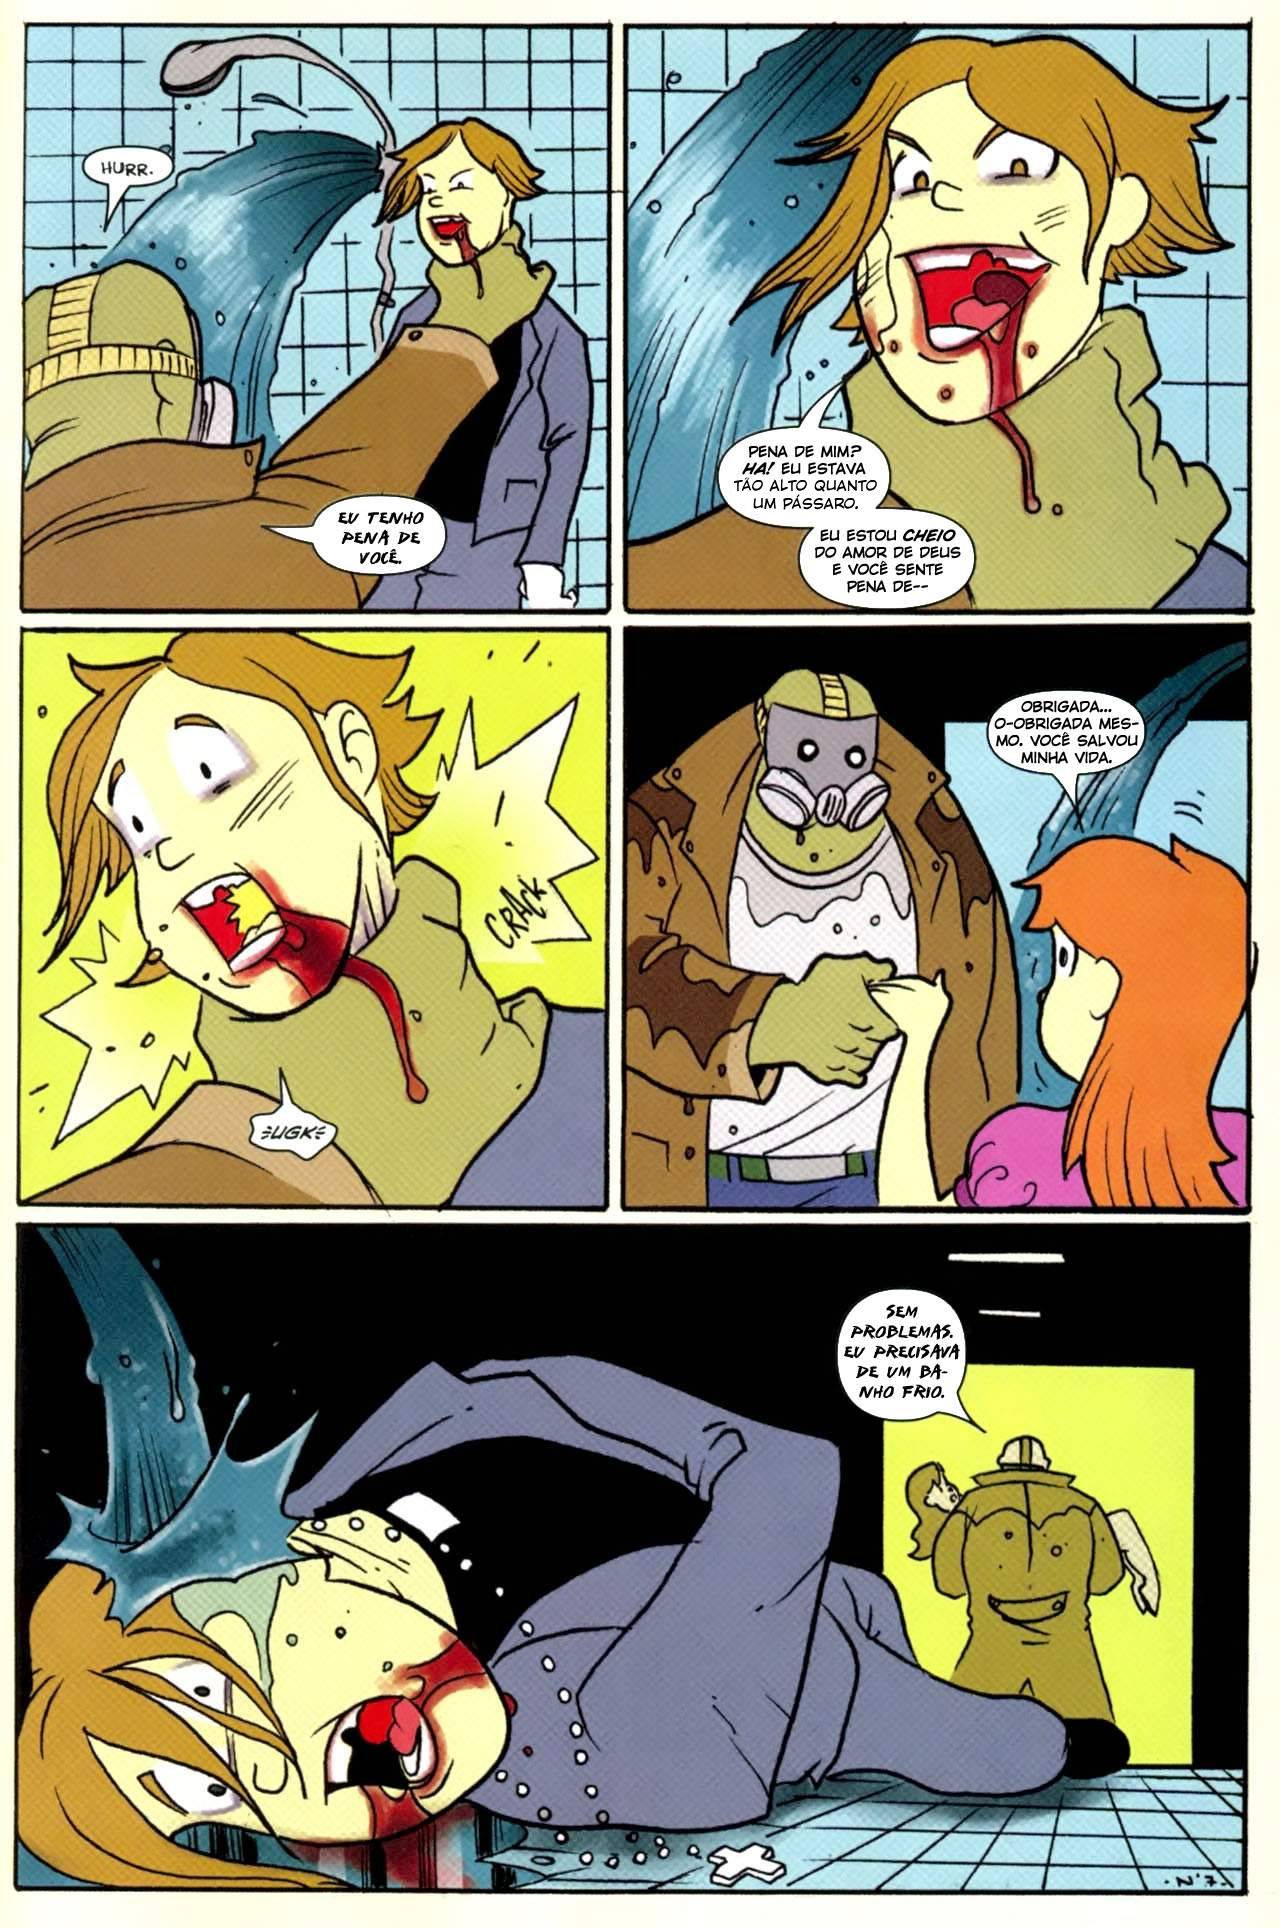 HURR.
EU TENHO
PENA DE
VOCÊ.
PENA DE MIM?
HA! EU ESTAVA
TÃO ALTO QUANTO
UM PÁSSARO.
EU ESTOU CHEIO
DO AMOR DE DEUS
E VOCÊ SENTE
PENA DE--
CRACK
UGK
OBRIGADA...
O-OBRIGADA MES-
MO. VOCÊ SALVOU
MINHA VIDA.
SEM
PROBLEMAS.
EU PRECISAVA
DE UM BA-
NHO FRIO.